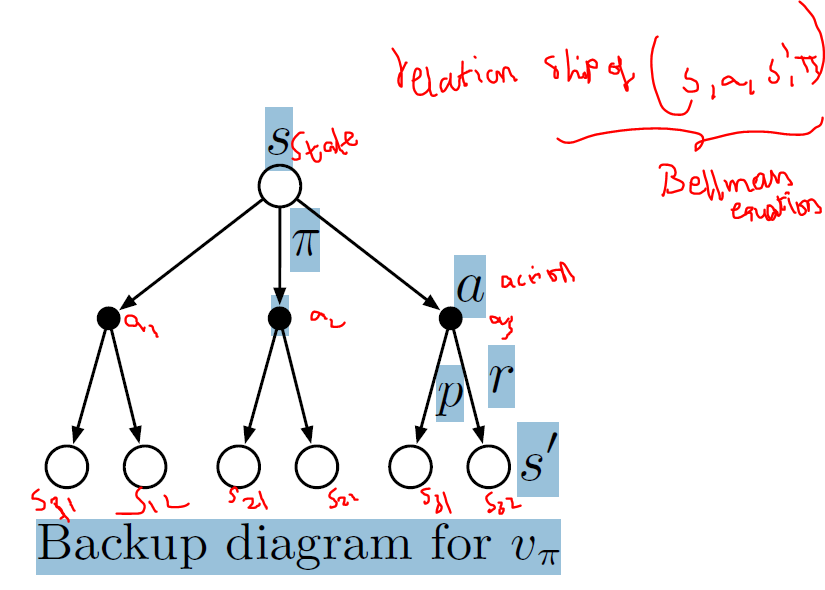 relation ship of (s, a, s', π)
Bellman
equation
s State
π
a action
a1
a2
a3
p
r
s'
S31
S12
S21
S22
S31
S32
Backup diagram for vπ